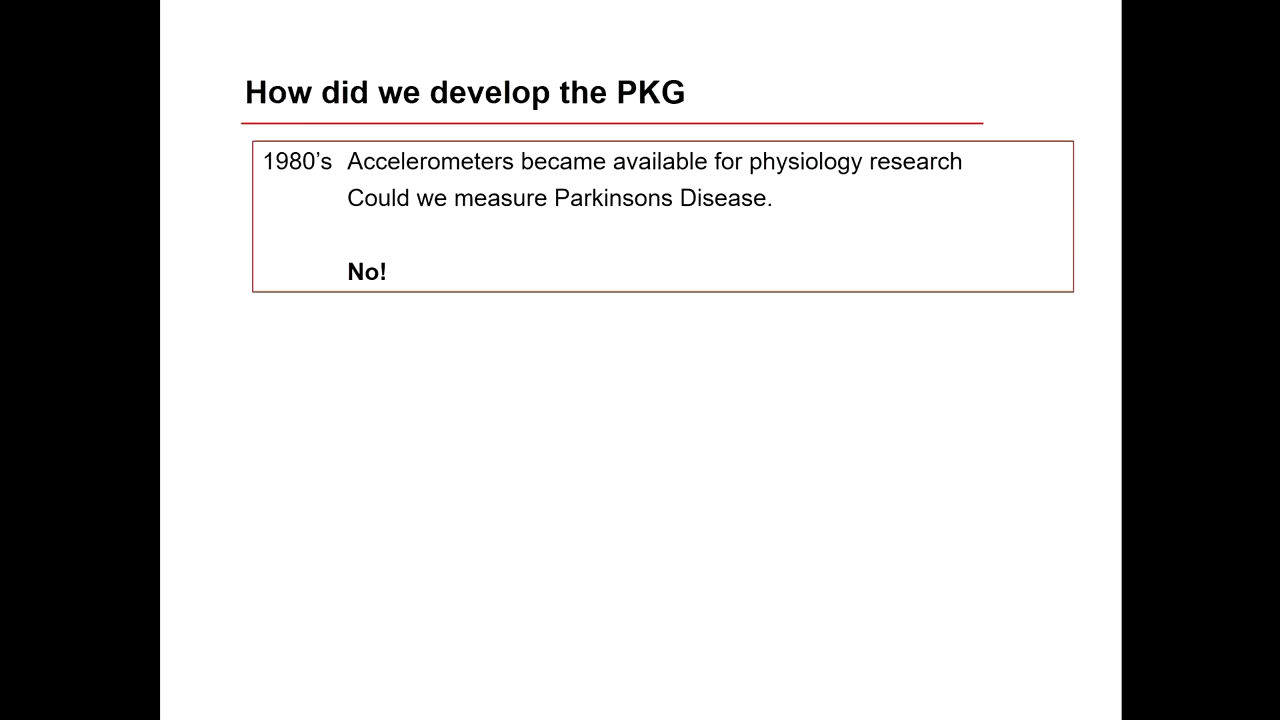 How did we develop the PKG
1980’s Accelerometers became available for physiology research
Could we measure Parkinsons Disease.
No!